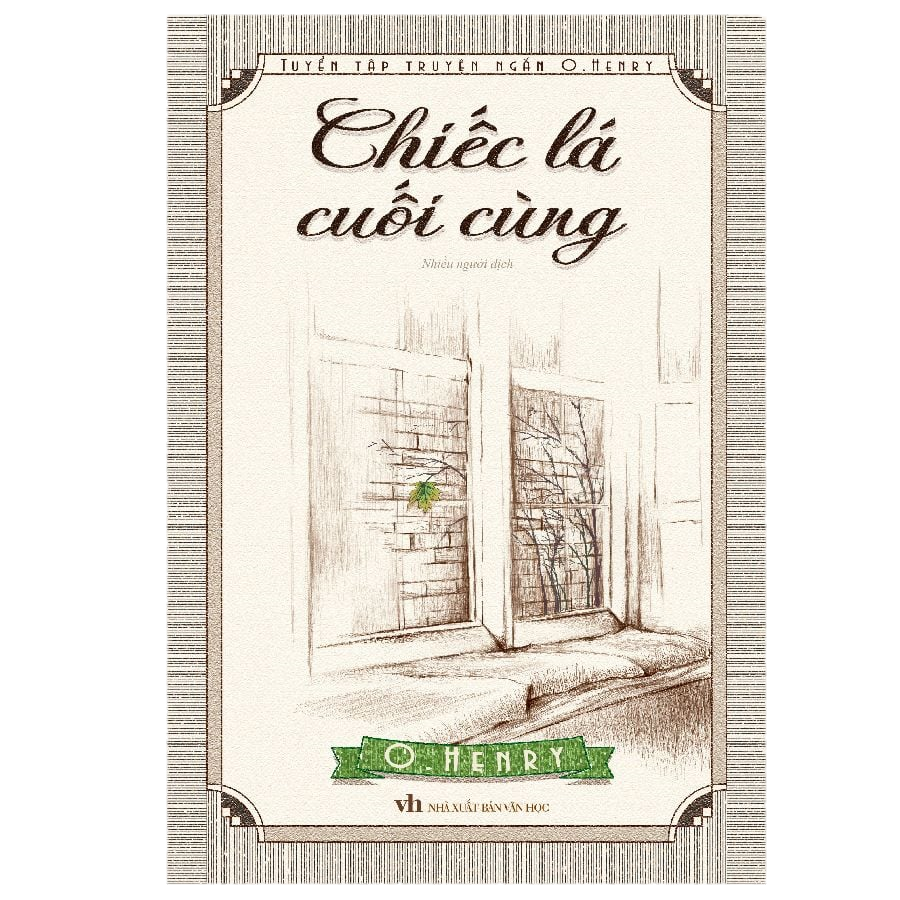 TUYỂN TẬP TRUYỆN NGẮN O.HENRY
Chiếc lá
cuối cùng
Nhiều người dịch
O. HENRY
vh NHÀ XUẤT BẢN VĂN HỌC